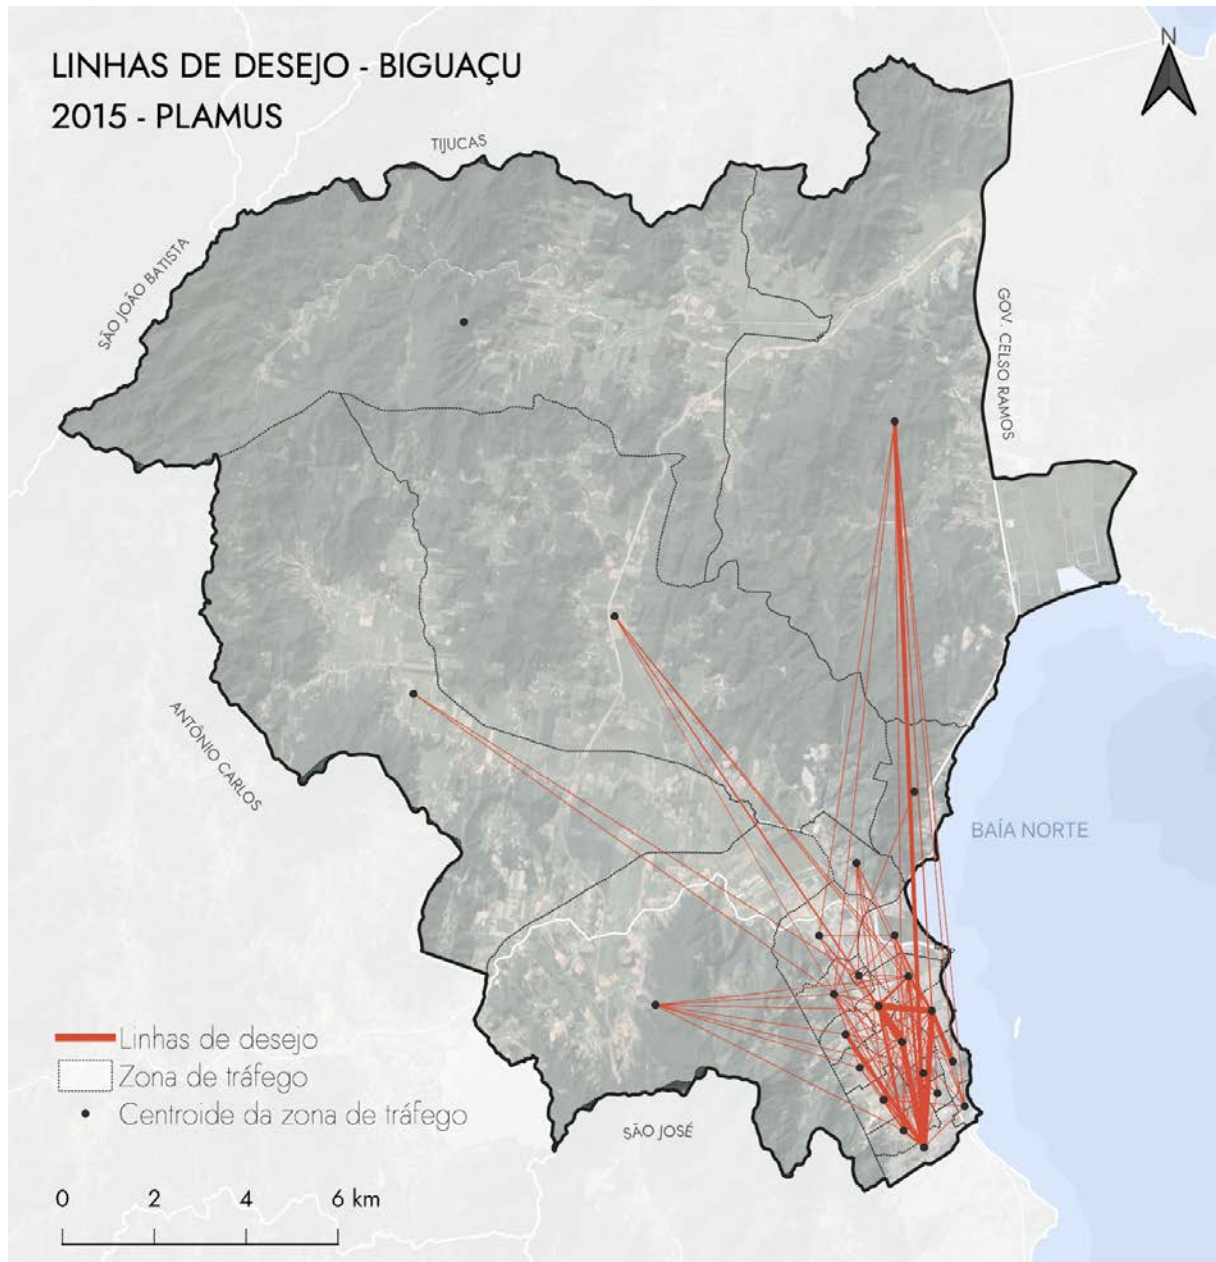 LINHAS DE DESEJO - BIGUAÇU
2015 - PLAMUS
N
TIJUCAS
SÃO JOÃO BATISTA
GOV. CELSO RAMOS
ANTÔNIO CARLOS
BAÍA NORTE
Linhas de desejo
Zona de tráfego
Centroide da zona de tráfego
SÃO JOSÉ
0 2 4 6 km